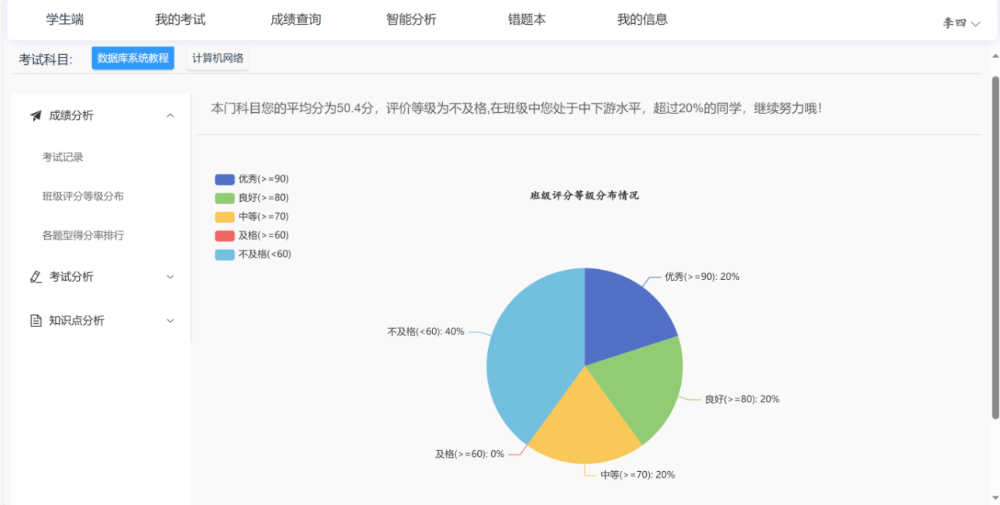 学生端 我的考试 成绩查询 智能分析 错题本 我的信息 李四
考试科目: 数据库系统教程 计算机网络
成绩分析
考试记录
班级评分等级分布
各题型得分率排行
考试分析
知识点分析
本门科目您的平均分为50.4分，评价等级为不及格,在班级中您处于中下游水平，超过20%的同学，继续努力哦！
优秀(>=90)
良好(>=80)
中等(>=70)
及格(>=60)
不及格(<60)
班级评分等级分布情况
优秀(>=90): 20%
不及格(<60): 40%
良好(>=80): 20%
及格(>=60): 0%
中等(>=70): 20%